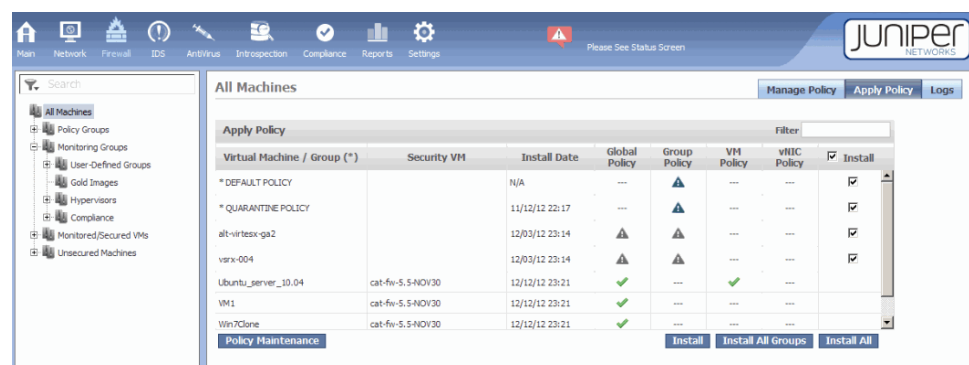 Main Network Firewall IDS AntiVirus Introspection Compliance Reports Settings Please See Status Screen
JUNIPER
NETWORKS
Search
All Machines
Policy Groups
Monitoring Groups
User-Defined Groups
Gold Images
Hypervisors
Compliance
Monitored/Secured VMs
Unsecured Machines
All Machines
Manage Policy Apply Policy Logs
Apply Policy Filter
Virtual Machine / Group (*) Security VM Install Date Global Policy Group Policy VM Policy vNIC Policy Install
* DEFAULT POLICY N/A --- --- ---
* QUARANTINE POLICY 11/12/12 22:17 --- --- ---
alt-virtesx-ga2 12/03/12 23:14 --- ---
vsrx-004 12/03/12 23:14 --- ---
Ubuntu_server_10.04 cat-fw-5.5-NOV30 12/12/12 23:21 --- ---
VM1 cat-fw-5.5-NOV30 12/12/12 23:21 --- --- ---
Win7Clone cat-fw-5.5-NOV30 12/12/12 23:21 --- --- ---
Policy Maintenance Install Install All Groups Install All